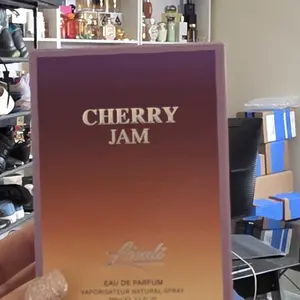 CHERRY
JAM
EAU DE PARFUM
VAPORISATEUR NATURAL SPRAY